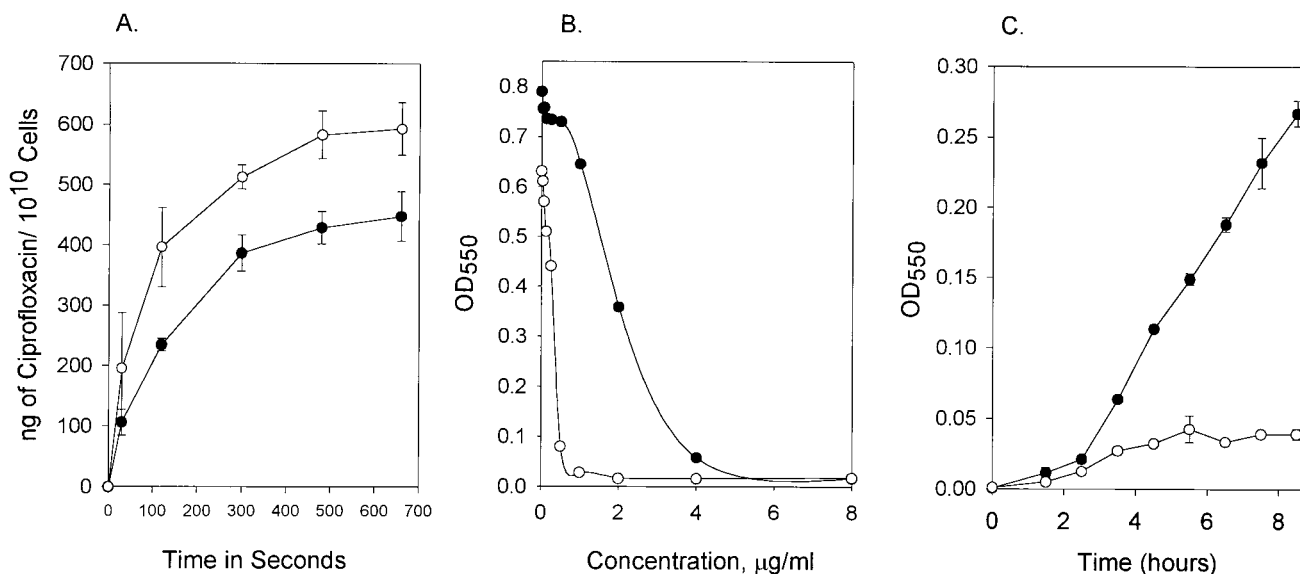 A.
ng of Ciprofloxacin/ 10^10 Cells
700
600
500
400
300
200
100
0
0 100 200 300 400 500 600 700
Time in Seconds
B.
OD550
0.8
0.7
0.6
0.5
0.4
0.3
0.2
0.1
0.0
0 2 4 6 8
Concentration, μg/ml
C.
OD550
0.30
0.25
0.20
0.15
0.10
0.05
0.00
0 2 4 6 8
Time (hours)